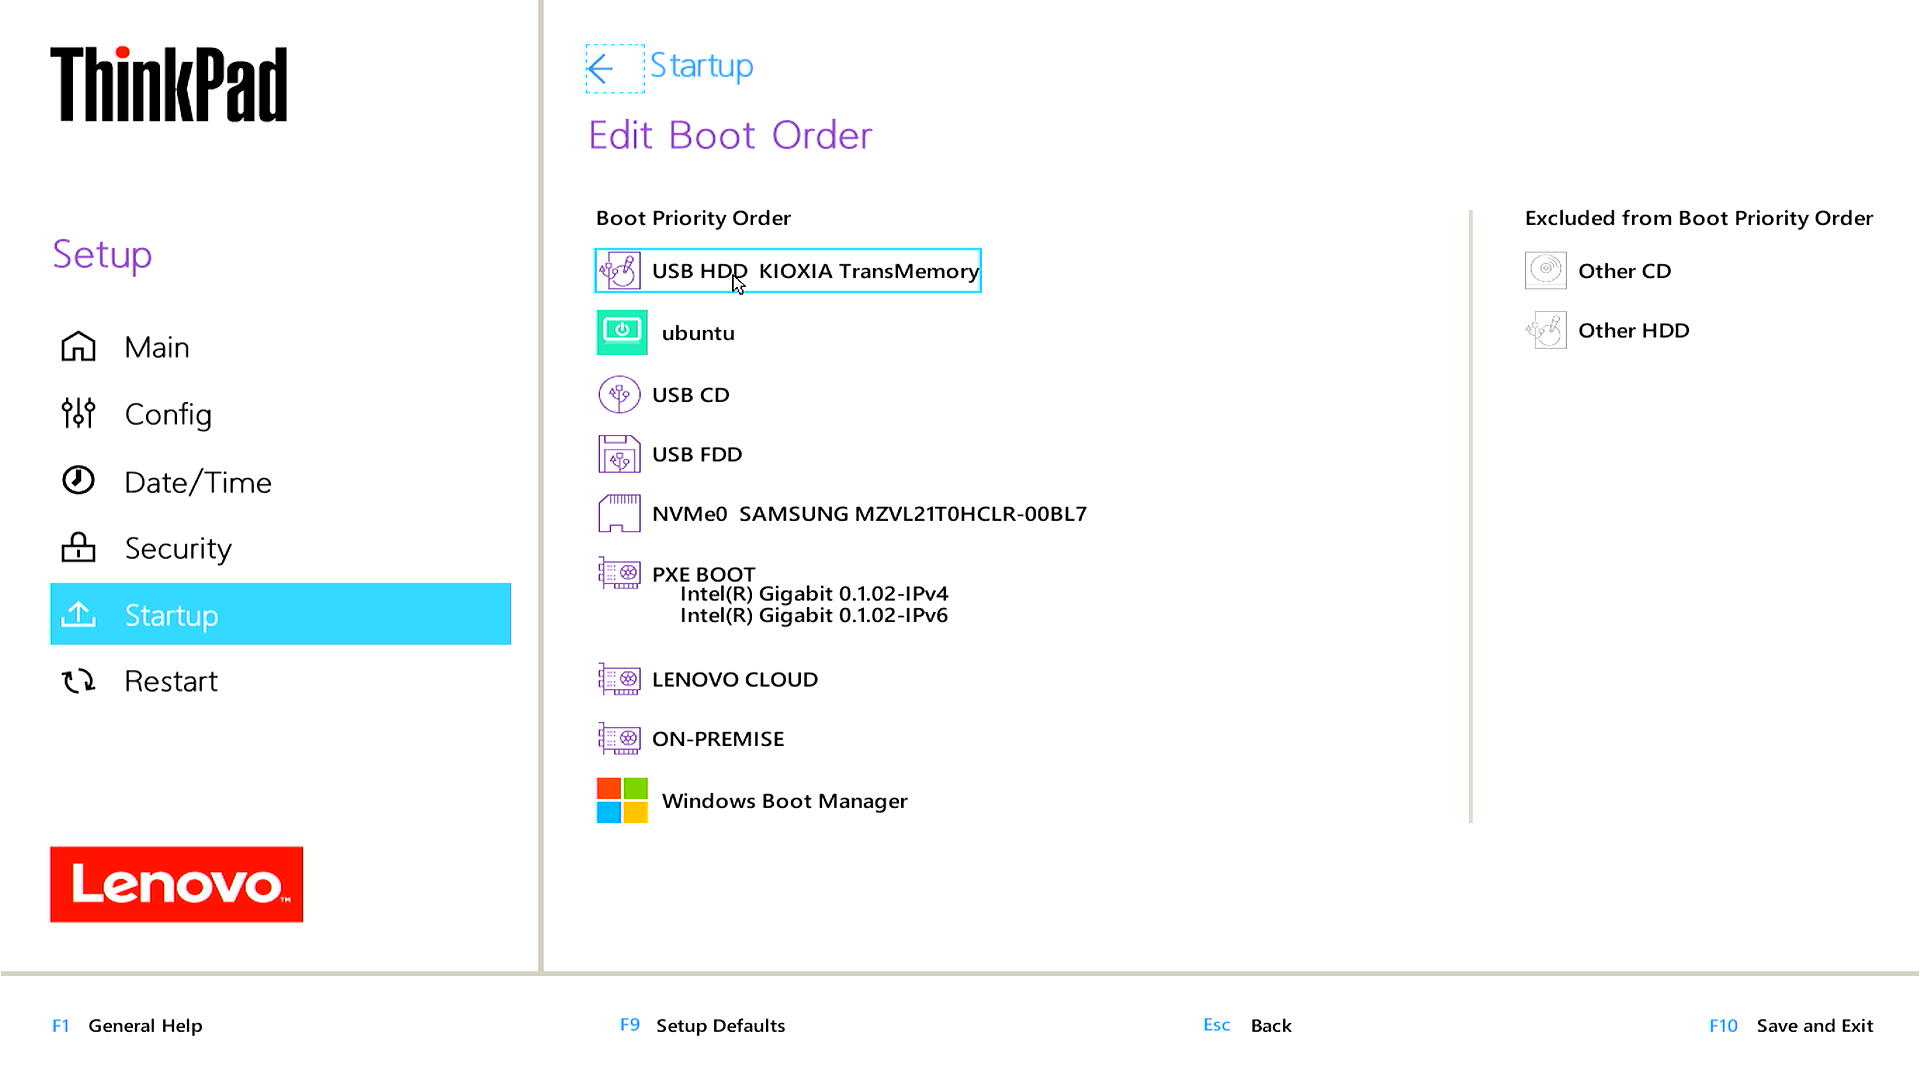 ThinkPad
Setup
Main
Config
Date/Time
Security
Startup
Restart
Lenovo™
Startup
Edit Boot Order
Boot Priority Order
USB HDD KIOXIA TransMemory
ubuntu
USB CD
USB FDD
NVMe0 SAMSUNG MZVL21T0HCLR-00BL7
PXE BOOT
Intel(R) Gigabit 0.1.02-IPv4
Intel(R) Gigabit 0.1.02-IPv6
LENOVO CLOUD
ON-PREMISE
Windows Boot Manager
Excluded from Boot Priority Order
Other CD
Other HDD
F1 General Help
F9 Setup Defaults
Esc Back
F10 Save and Exit